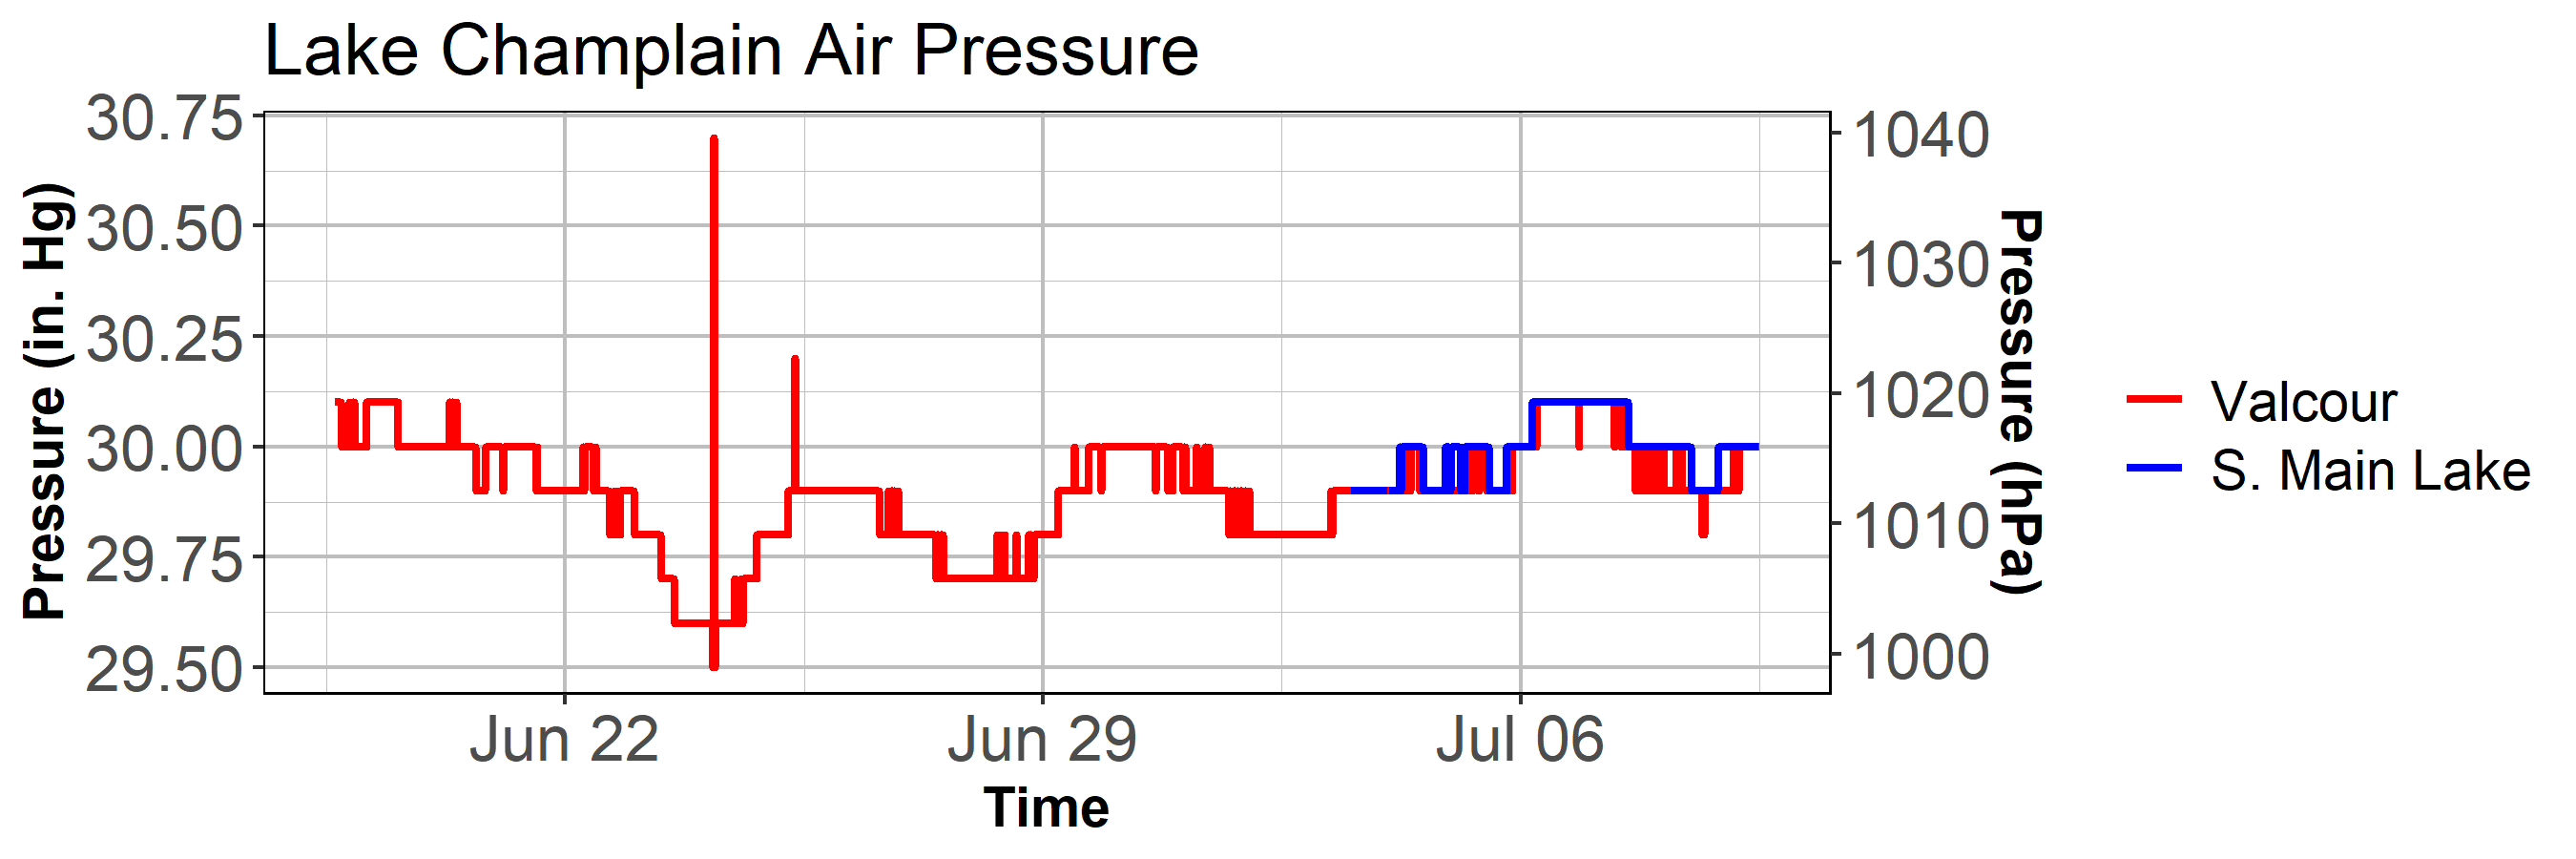 Lake Champlain Air Pressure
Pressure (in. Hg)
30.75
30.50
30.25
30.00
29.75
29.50
1040
1030
1020
1010
1000
Pressure (hPa)
Jun 22
Jun 29
Jul 06
Time
Valcour
S. Main Lake